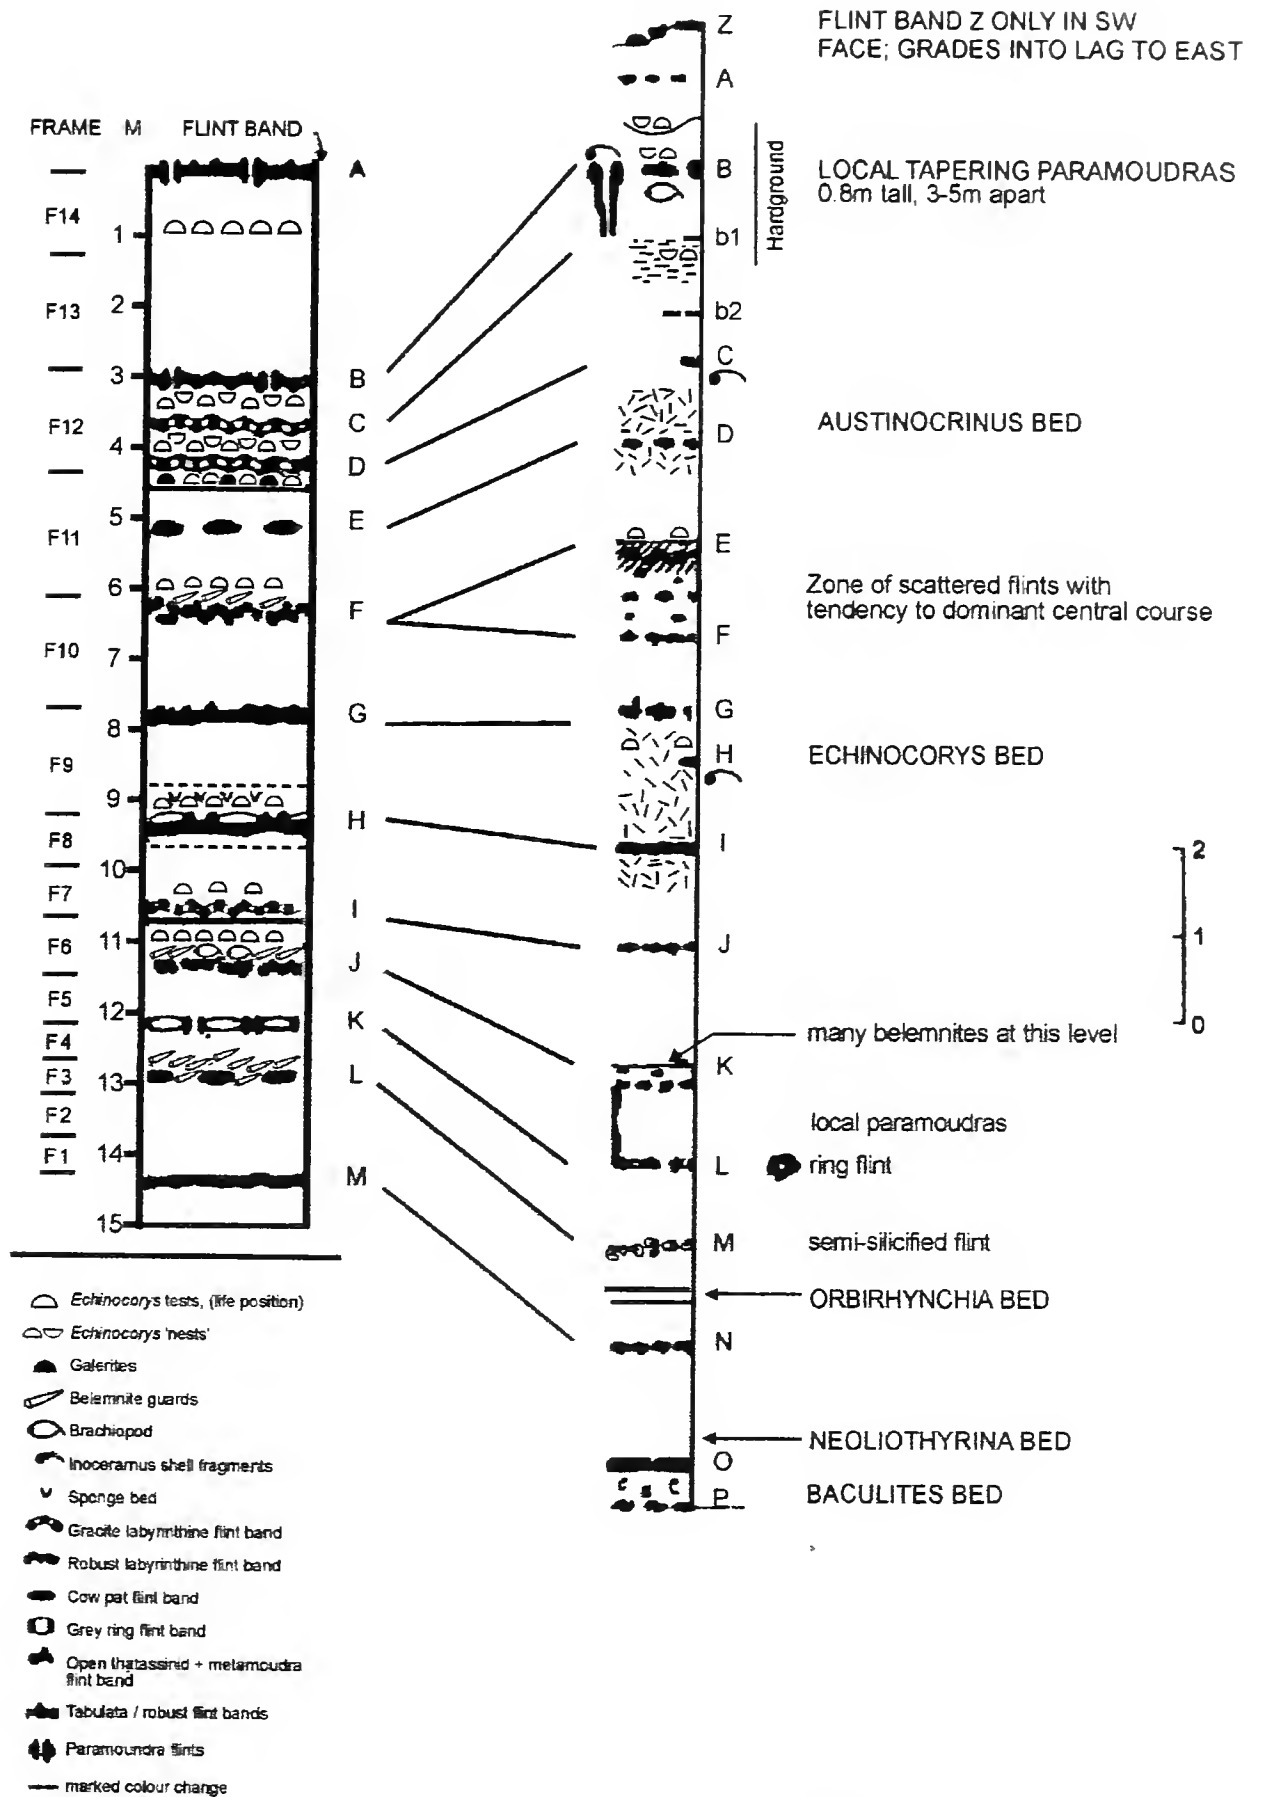 FRAME M FLINT BAND
A
F14
1
F13
2
3
B
F12
C
4
D
5
E
F11
6
F
F10
7
G
8
F9
9
H
F8
10
F7
I
11
F6
J
F5
12
K
F4
F3
L
13
F2
F1
14
M
15
Echinocorys tests, (life position)
Echinocorys 'nests'
Galerites
Belemnite guards
Brachiopod
Inoceramus shell fragments
Sponge bed
Gracite labyrinthine flint band
Robust labyrinthine flint band
Cow pat flint band
Grey ring flint band
Open thatassinid + metamoudra
flint band
Tabulata / robust flint bands
Paramoundra flints
marked colour change
Z
FLINT BAND Z ONLY IN SW
FACE; GRADES INTO LAG TO EAST
A
B
Hardground
LOCAL TAPERING PARAMOUDRAS
0.8m tall, 3-5m apart
b1
b2
C
AUSTINOCRINUS BED
D
E
Zone of scattered flints with
tendency to dominant central course
F
G
H
ECHINOCORYS BED
I
2
J
1
0
many belemnites at this level
K
local paramoudras
L
ring flint
M
semi-silicified flint
ORBIRHYNCHIA BED
N
NEOLIOTHYRINA BED
O
P
BACULITES BED